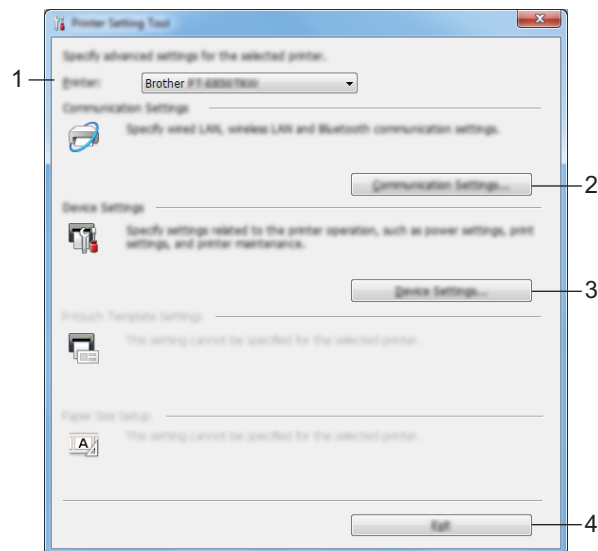 Printer Setting Tool
Specify advanced settings for the selected printer.
1
Printer:
Brother
Communication Settings
Specify wired LAN, wireless LAN and Bluetooth communication settings.
Communication Settings...
2
Device Settings
Specify settings related to the printer operation, such as power settings, print
settings, and printer maintenance.
Device Settings...
3
P-touch Template Settings
This setting cannot be specified for the selected printer.
Paper Size Setup
This setting cannot be specified for the selected printer.
A
Exit
4